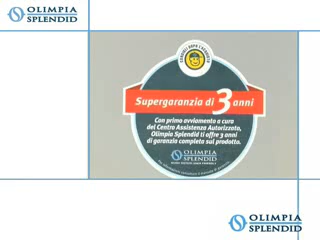 OLIMPIA
SPLENDID
Supergaranzia di 3 anni
Con primo avviamento a cura
del Centro Assistenza Autorizzato,
Olimpia Splendid ti offre 3 anni
di garanzia completa sul prodotto.
OLIMPIA
SPLENDID
OLIMPIA
SPLENDID